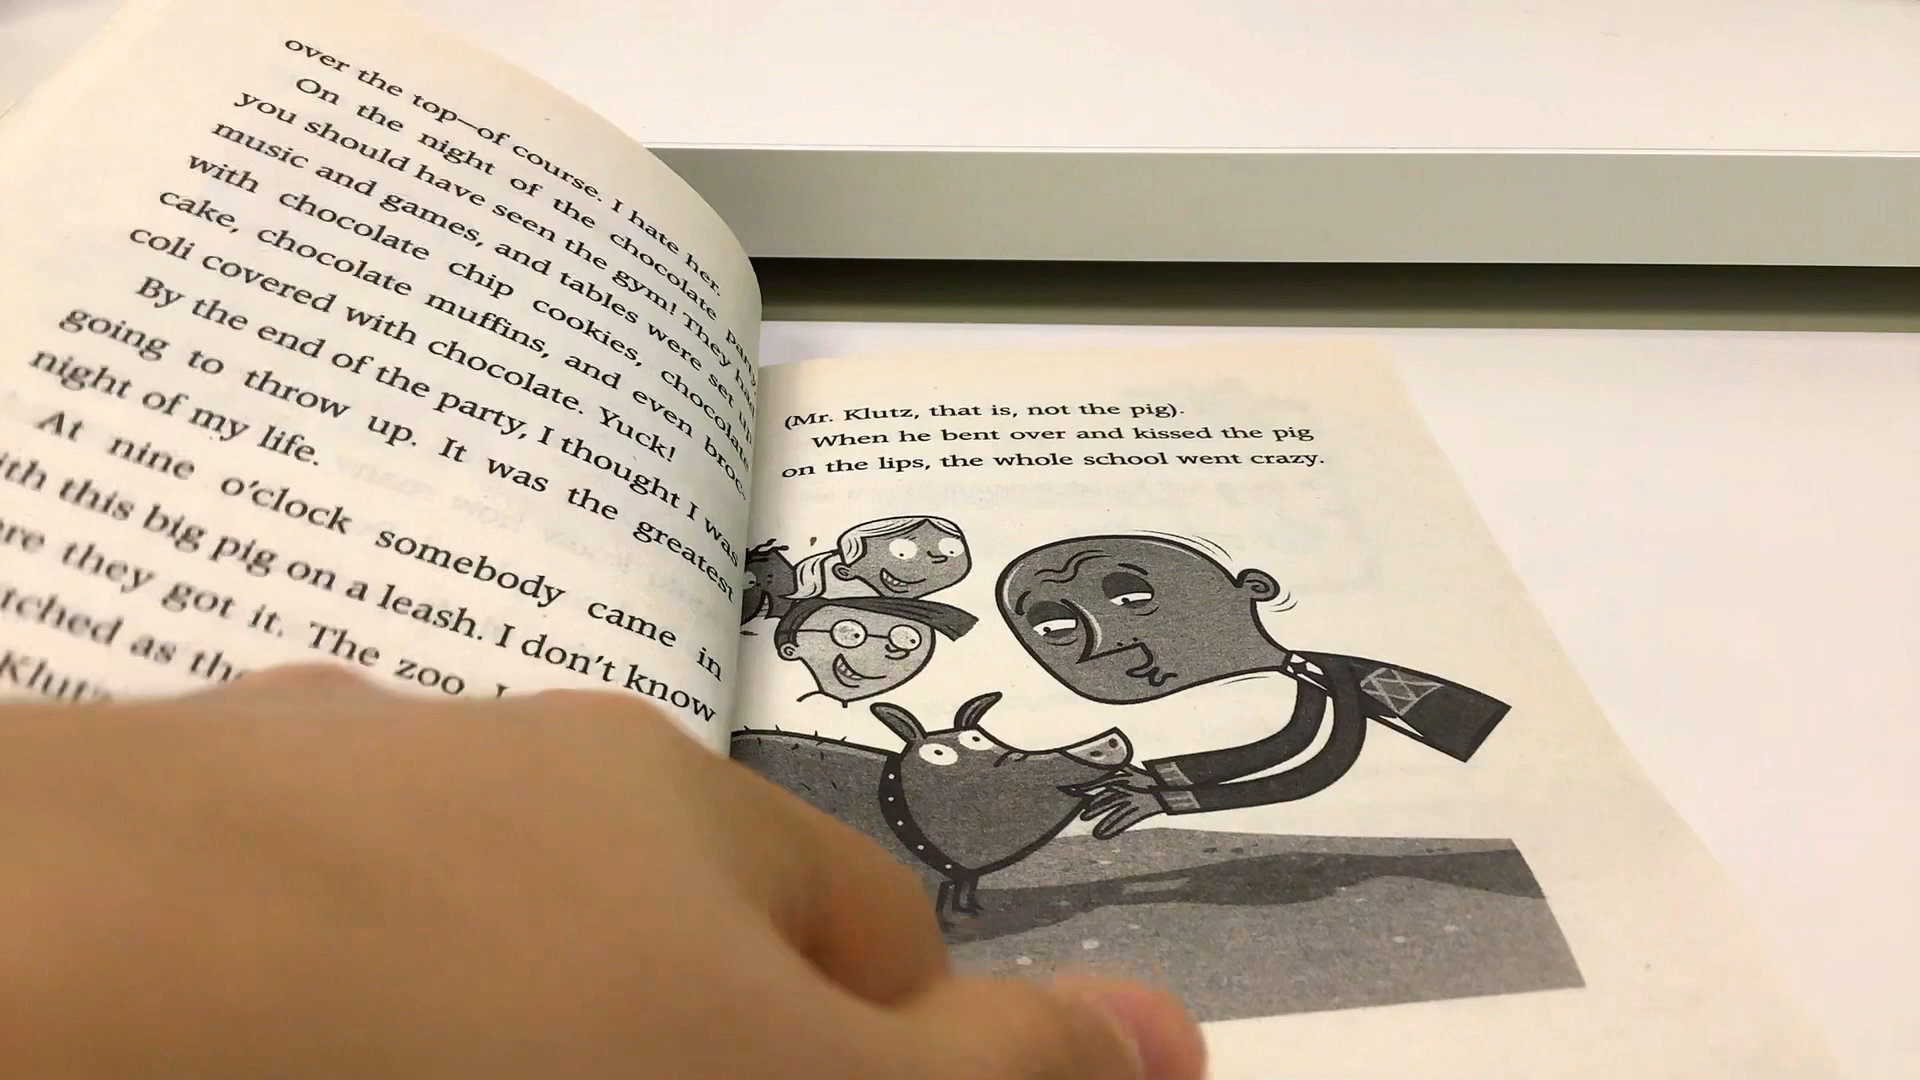 over the top—of course. I hate her.
On the night of the chocolate party
you should have seen the gym! They had
music and games, and tables were set up
with chocolate chip cookies, chocolate
cake, chocolate muffins, and even broc-
coli covered with chocolate. Yuck!
By the end of the party, I thought I was
going to throw up. It was the greatest
night of my life.
At nine o'clock somebody came in
with this big pig on a leash. I don't know
they got it. The zoo
as
Klutz
(Mr. Klutz, that is, not the pig).
When he bent over and kissed the pig
on the lips, the whole school went crazy.